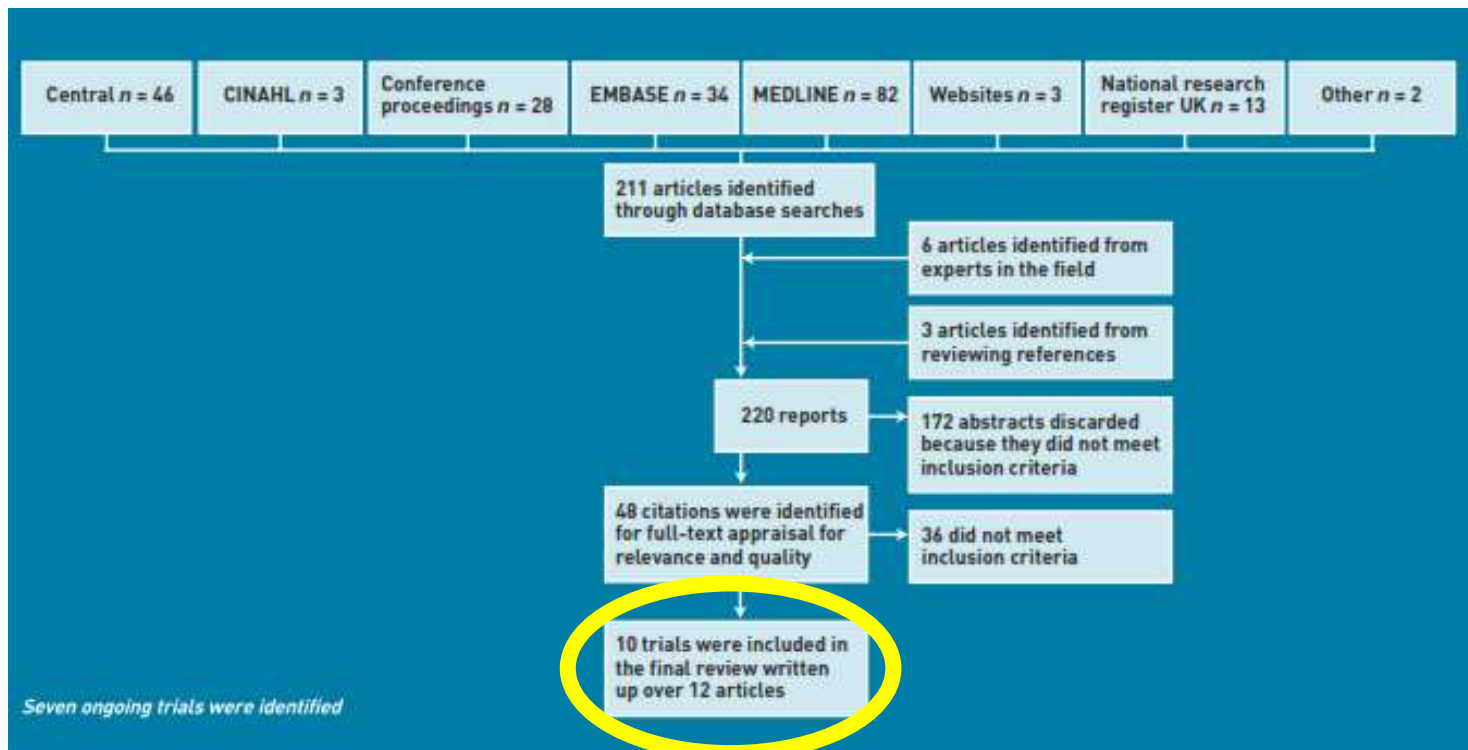 Central n = 46
CINAHL n = 3
Conference
proceedings n = 28
EMBASE n = 34
MEDLINE n = 82
Websites n = 3
National research
register UK n = 13
Other n = 2
211 articles identified
through database searches
6 articles identified from
experts in the field
3 articles identified from
reviewing references
220 reports
172 abstracts discarded
because they did not meet
inclusion criteria
48 citations were identified
for full-text appraisal for
relevance and quality
36 did not meet
inclusion criteria
10 trials were included in
the final review written
up over 12 articles
Seven ongoing trials were identified